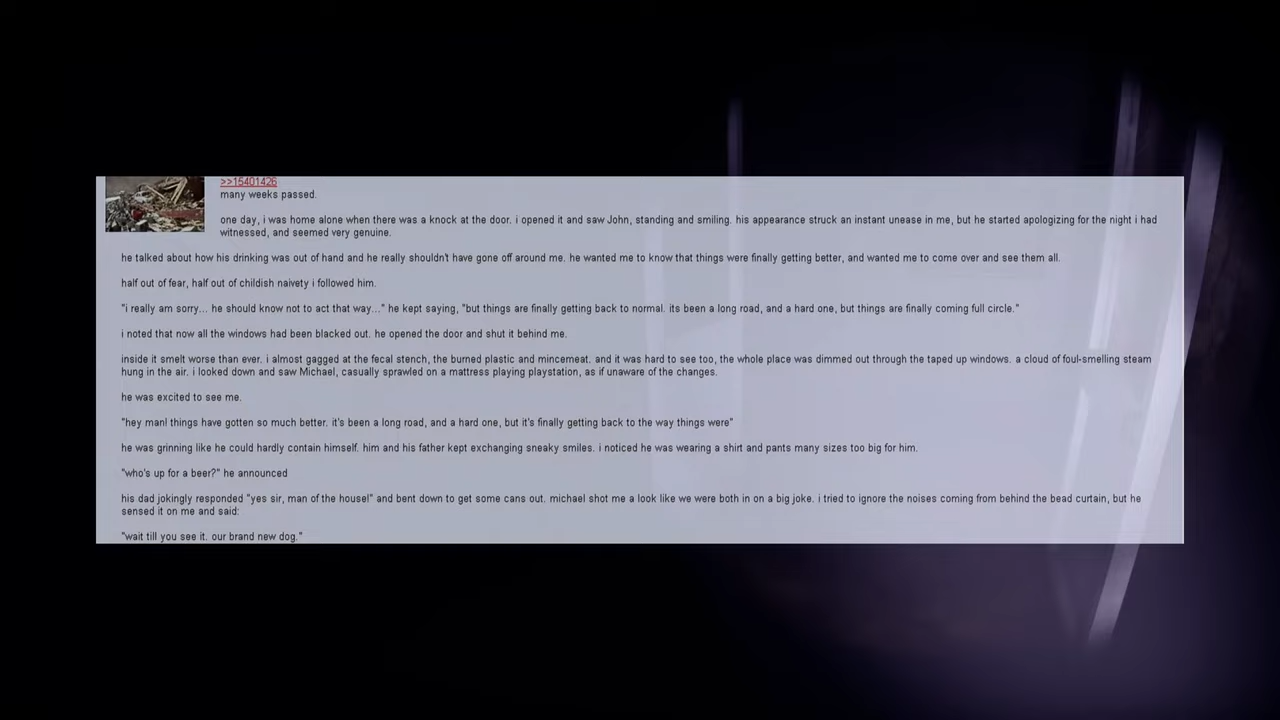 >>15401426
many weeks passed.
one day, i was home alone when there was a knock at the door. i opened it and saw John, standing and smiling. his appearance struck an instant unease in me, but he started apologizing for the night i had
witnessed, and seemed very genuine.
he talked about how his drinking was out of hand and he really shouldn't have gone off around me. he wanted me to know that things were finally getting better, and wanted me to come over and see them all.
half out of fear, half out of childish naivety i followed him.
"i really am sorry... he should know not to act that way..." he kept saying, "but things are finally getting back to normal. its been a long road, and a hard one, but things are finally coming full circle."
i noted that now all the windows had been blacked out. he opened the door and shut it behind me.
inside it smelt worse than ever. i almost gagged at the fecal stench, the burned plastic and mincemeat. and it was hard to see too, the whole place was dimmed out through the taped up windows. a cloud of foul-smelling steam
hung in the air. i looked down and saw Michael, casually sprawled on a mattress playing playstation, as if unaware of the changes.
he was excited to see me.
"hey man! things have gotten so much better. it's been a long road, and a hard one, but it's finally getting back to the way things were"
he was grinning like he could hardly contain himself. him and his father kept exchanging sneaky smiles. i noticed he was wearing a shirt and pants many sizes too big for him.
"who's up for a beer?" he announced
his dad jokingly responded "yes sir, man of the house!" and bent down to get some cans out. michael shot me a look like we were both in on a big joke. i tried to ignore the noises coming from behind the bead curtain, but he
sensed it on me and said:
"wait till you see it. our brand new dog."